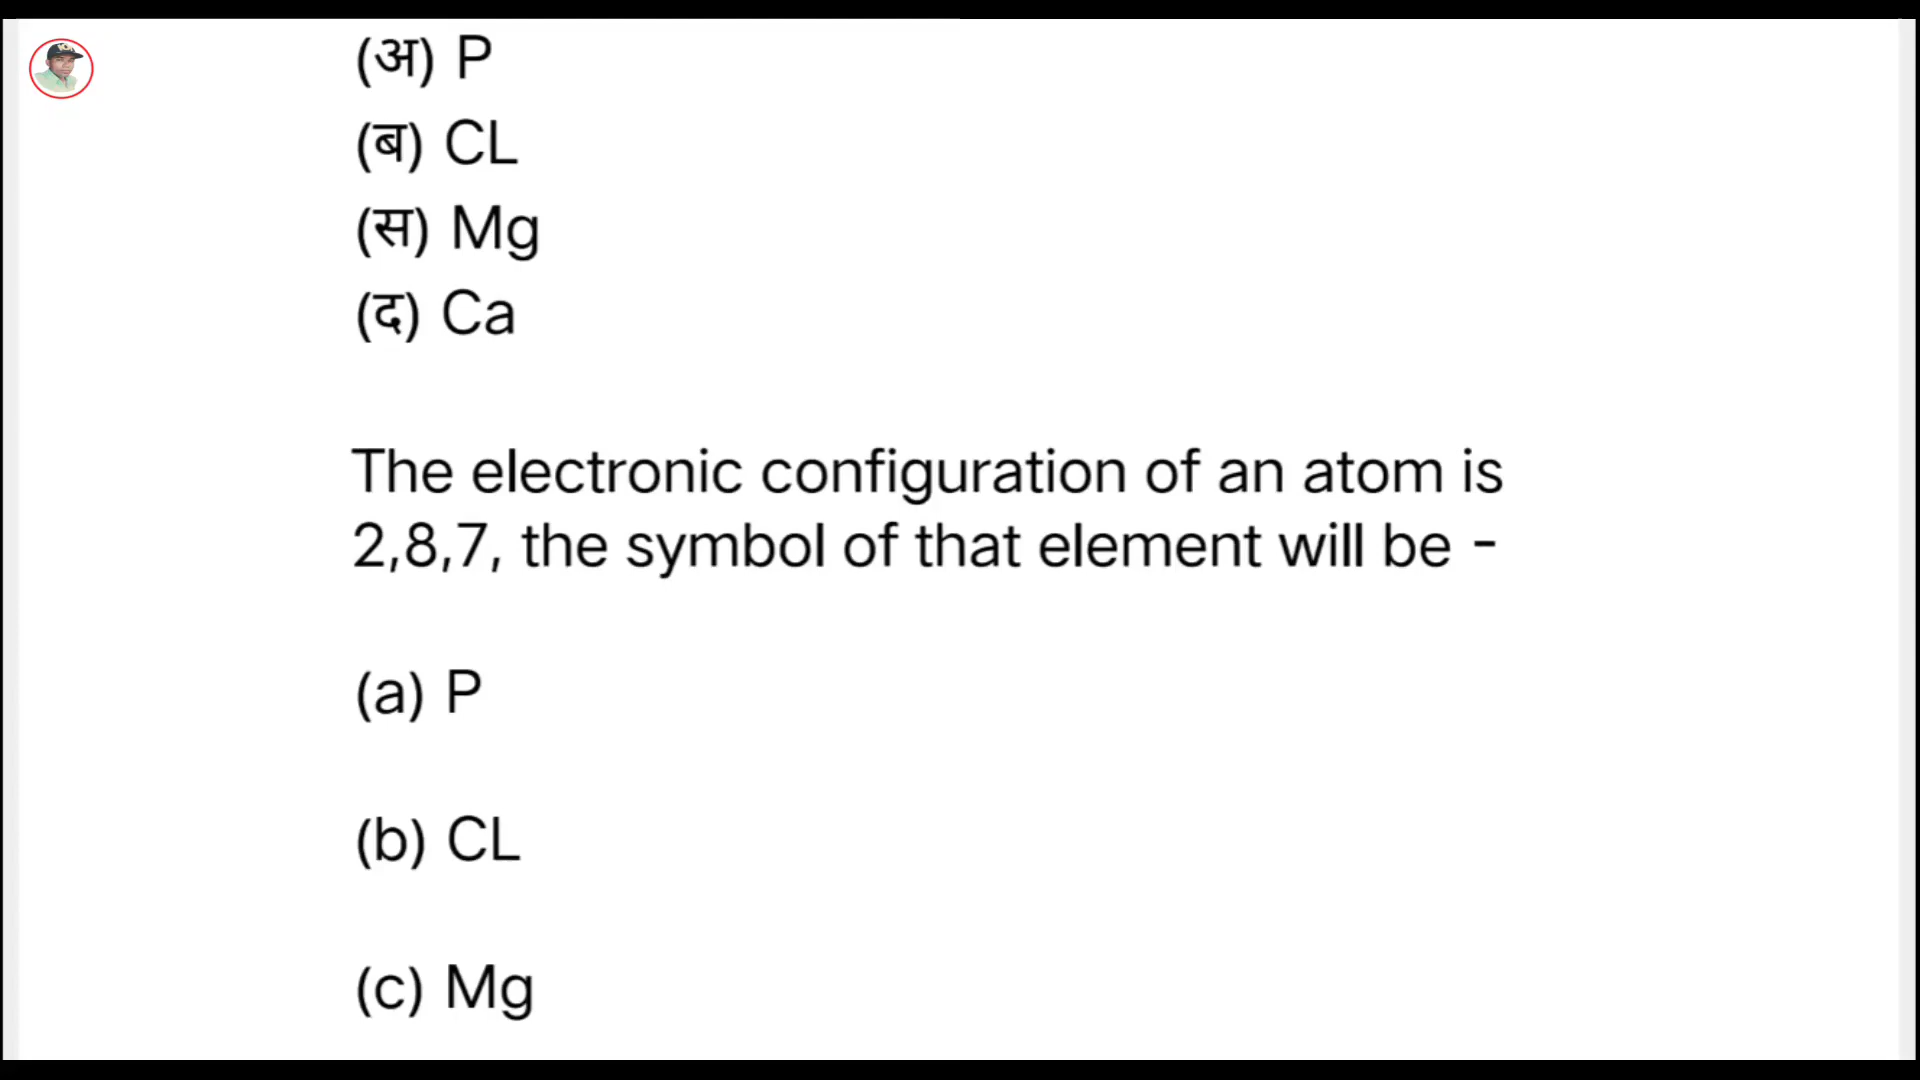 (अ) P
(ब) CL
(स) Mg
(द) Ca
The electronic configuration of an atom is
2,8,7, the symbol of that element will be -
(a) P
(b) CL
(c) Mg